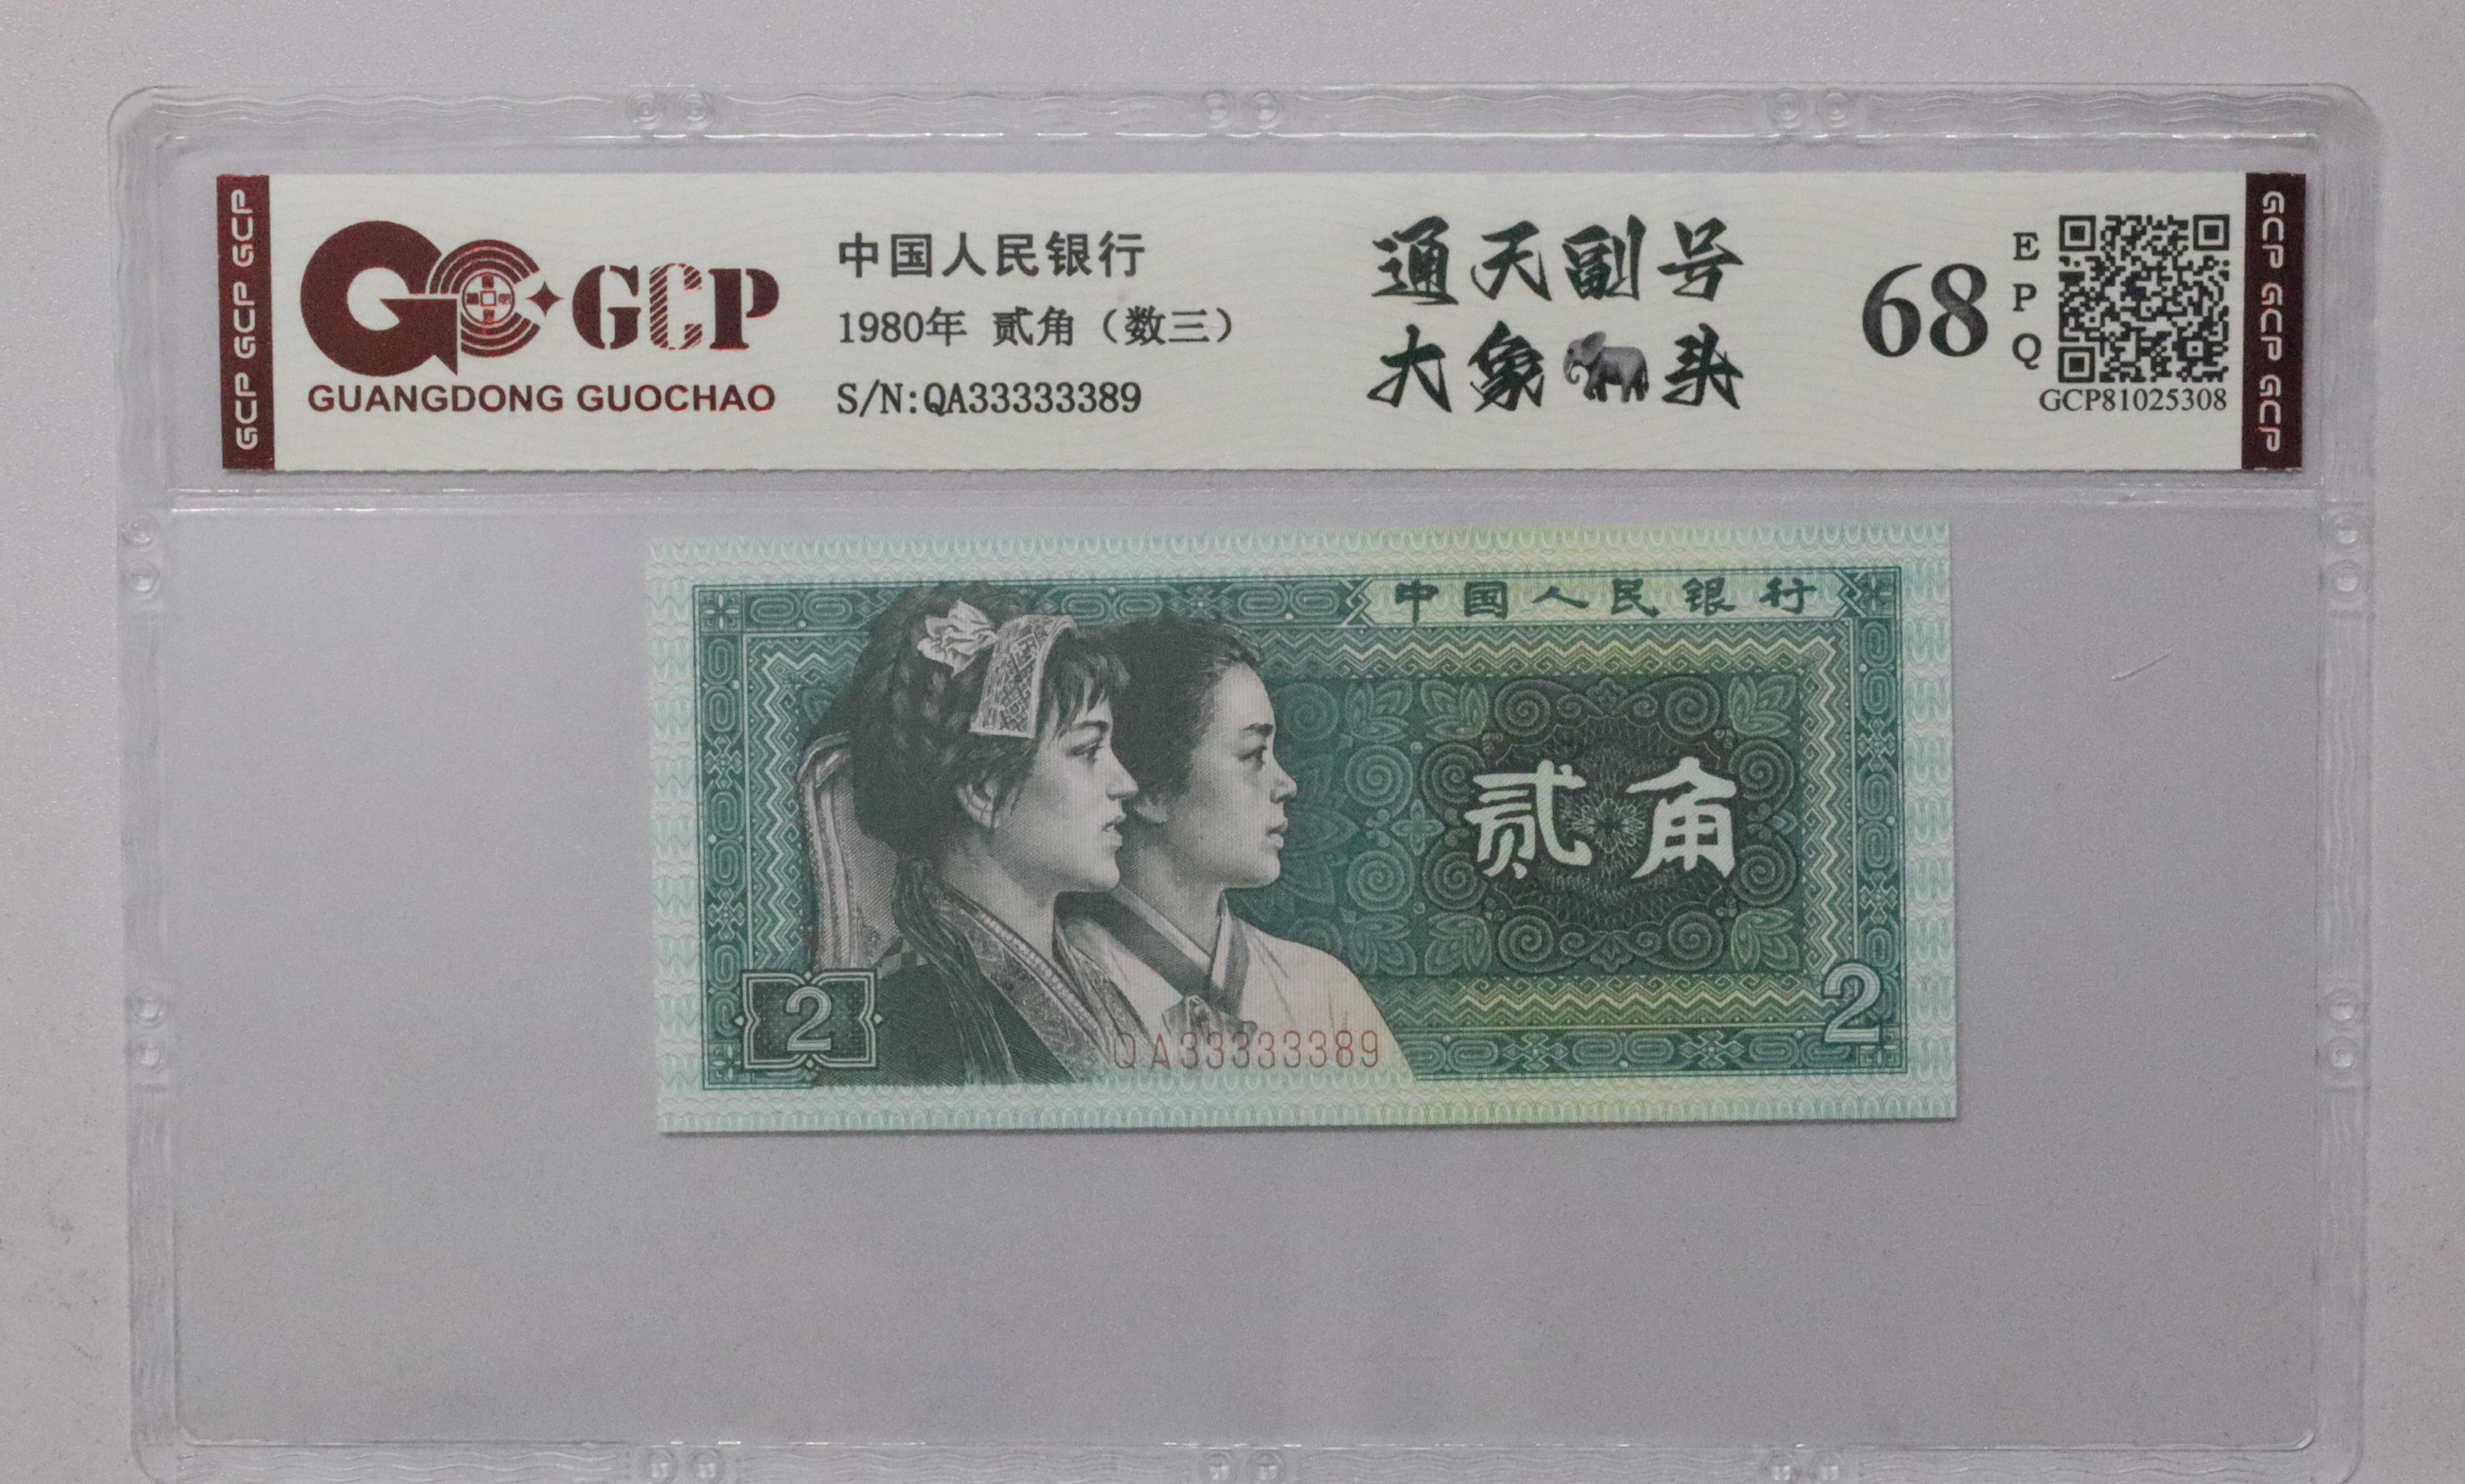 GCP GCP GCP
GCP
GUANGDONG GUOCHAO
中国人民银行
1980年 贰角（数三）
S/N:QA33333389
通天副号
大象头
68
E
P
Q
GCP81025308
GCP GCP GCP
中国人民银行
贰角
2
2
QA33333389